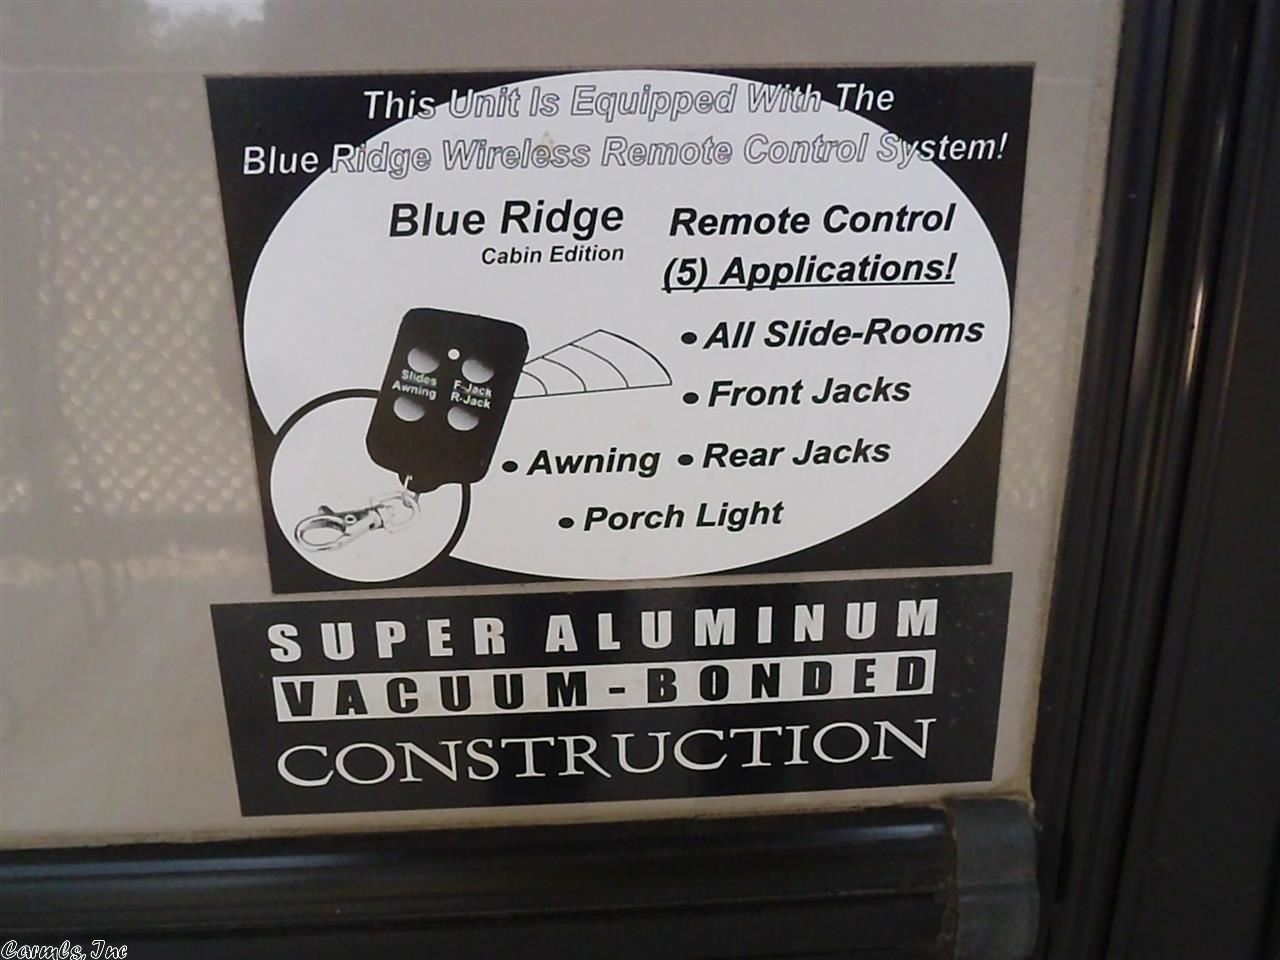 This Unit Is Equipped With The
Blue Ridge Wireless Remote Control System!
Blue Ridge
Cabin Edition
Remote Control
(5) Applications!
• All Slide-Rooms
• Front Jacks
• Awning • Rear Jacks
• Porch Light
Slides F-Jack
Awning R-Jack
SUPER ALUMINUM
VACUUM-BONDED
CONSTRUCTION
Carmls, Inc